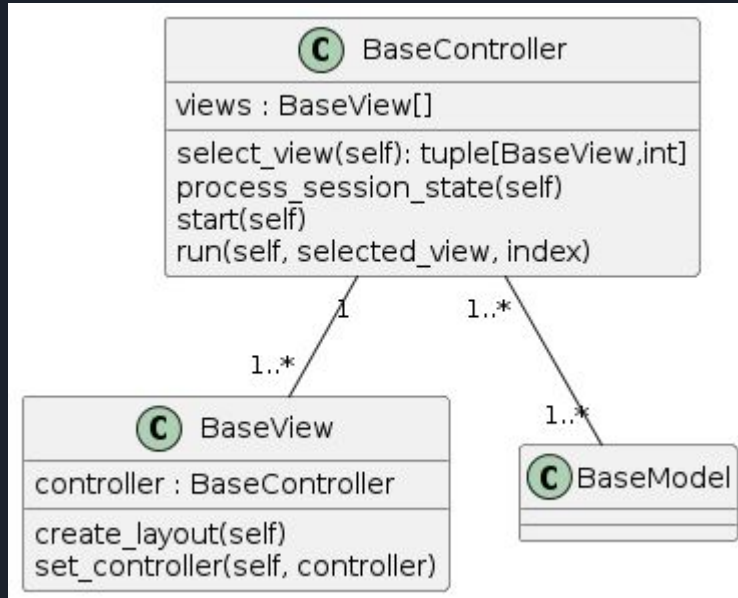 C BaseController
views : BaseView[]
select_view(self): tuple[BaseView,int]
process_session_state(self)
start(self)
run(self, selected_view, index)
1
1..*
1..*
1..*
C BaseView
controller : BaseController
create_layout(self)
set_controller(self, controller)
C BaseModel